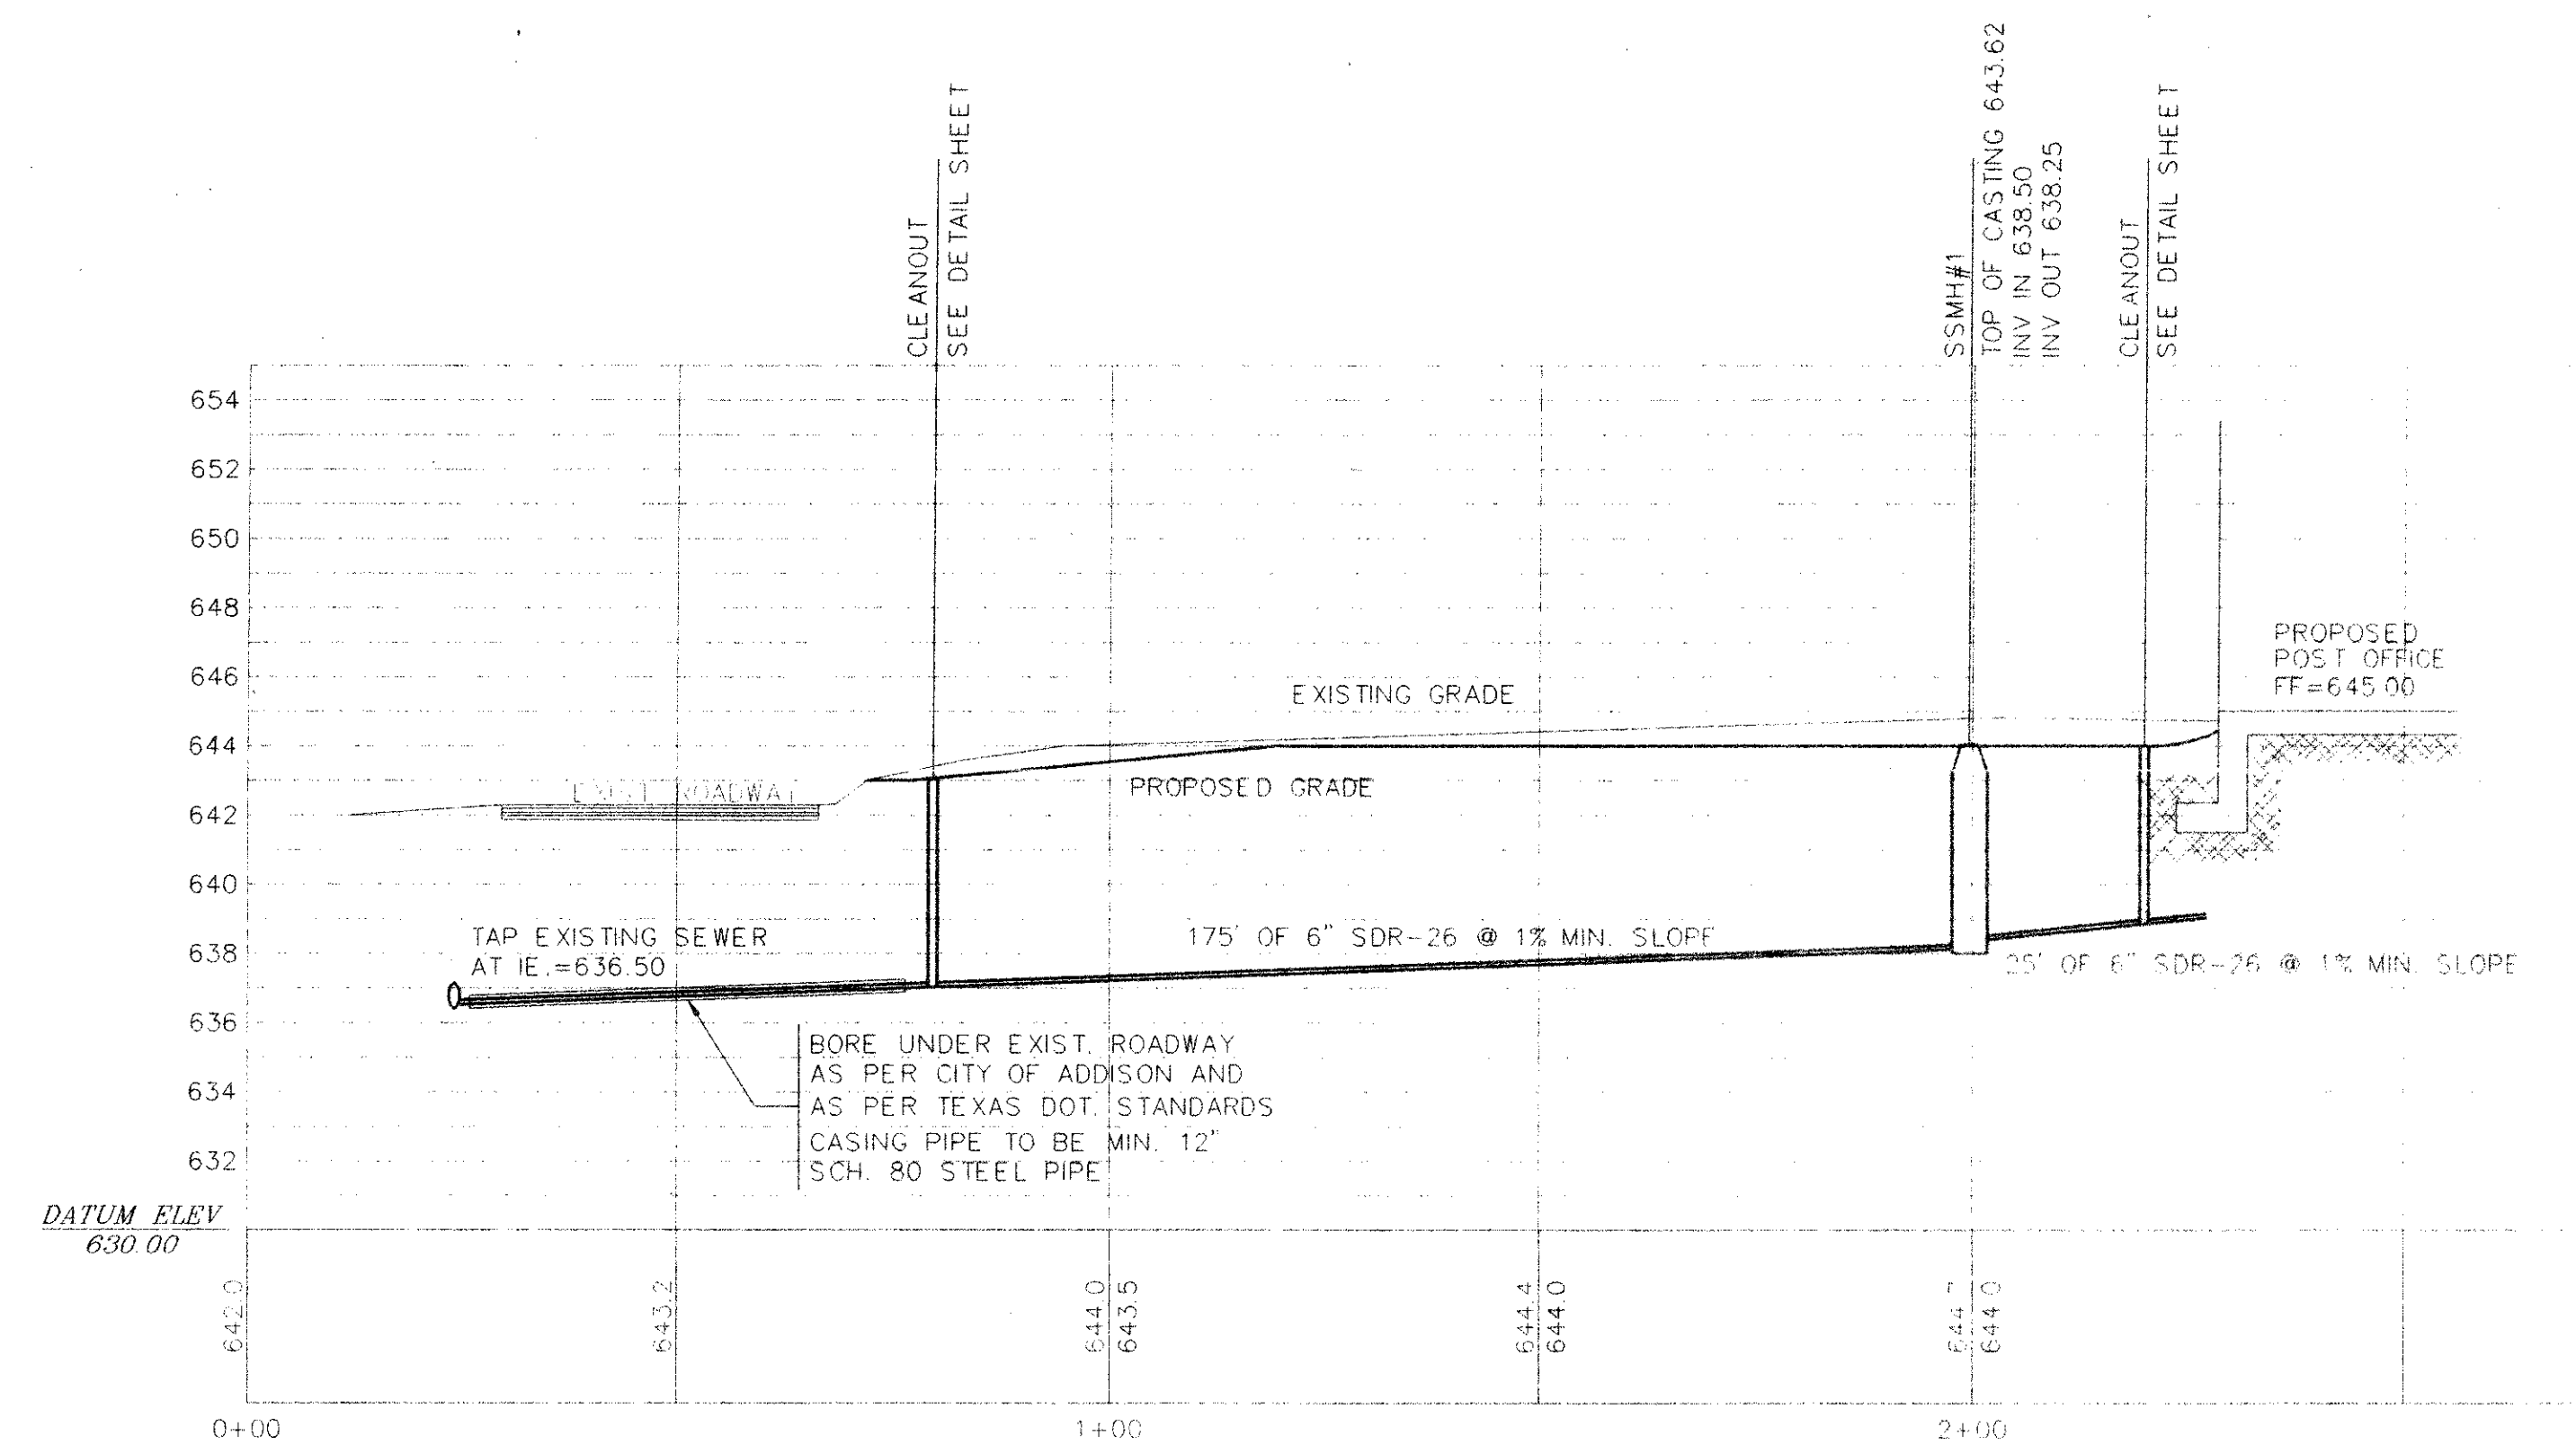 CLEANOUT
SEE DETAIL SHEET
SSMH#1
TOP OF CASTING 643.62
INV IN 638.50
INV OUT 638.25
CLEANOUT
SEE DETAIL SHEET
654
652
650
648
646
644
642
640
638
636
634
632
DATUM ELEV
630.00
PROPOSED
POST OFFICE
FF=645.00
EXISTING GRADE
PROPOSED GRADE
EXIST. ROADWAY
TAP EXISTING SEWER
AT IE.=636.50
175' OF 6" SDR-26 @ 1% MIN. SLOPE
25' OF 6" SDR-26 @ 1% MIN. SLOPE
BORE UNDER EXIST. ROADWAY
AS PER CITY OF ADDISON AND
AS PER TEXAS DOT. STANDARDS
CASING PIPE TO BE MIN. 12"
SCH. 80 STEEL PIPE
642.0
643.2
644.0
643.5
644.4
644.0
644.7
644.0
0+00
1+00
2+00